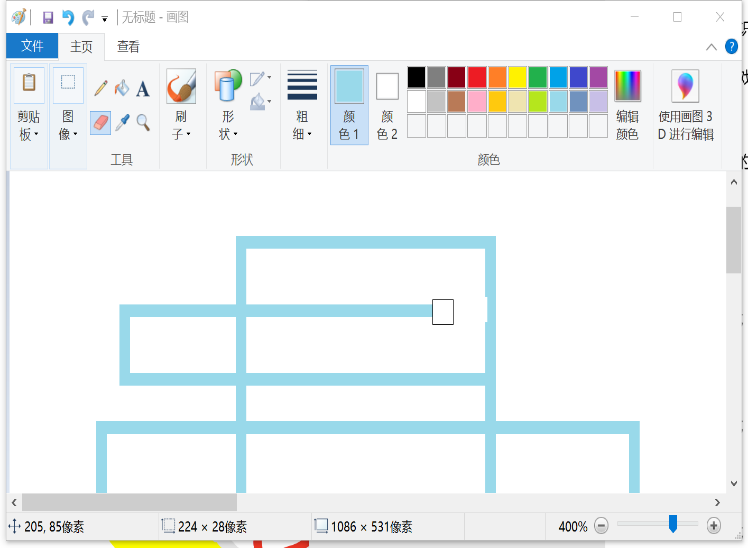 无标题 - 画图
文件 主页 查看
剪贴板 图像 工具 刷子 形状 形状 粗细 颜色 1 颜色 2 颜色 编辑颜色 使用画图 3D 进行编辑
205, 85像素 224 × 28像素 1086 × 531像素 400%